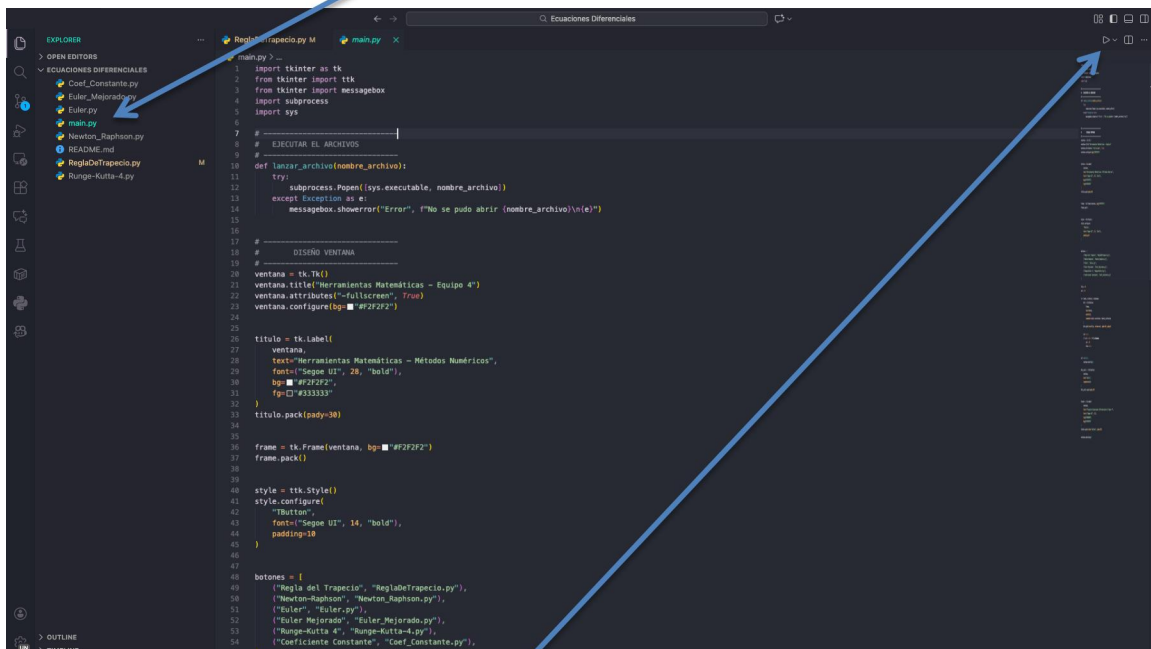 Ecuaciones Diferenciales
EXPLORER
OPEN EDITORS
ECUACIONES DIFERENCIALES
Coef_Constante.py
Euler_Mejorado.py
Euler.py
main.py
Newton_Raphson.py
README.md
ReglaDeTrapecio.py M
Runge-Kutta-4.py
OUTLINE
main.py
main.py > ...
1 import tkinter as tk
2 from tkinter import ttk
3 from tkinter import messagebox
4 import subprocess
5 import sys
6
7 # --------------------------------
8 # EJECUTAR EL ARCHIVOS
9 # --------------------------------
10 def lanzar_archivo(nombre_archivo):
11 try:
12 subprocess.Popen([sys.executable, nombre_archivo])
13 except Exception as e:
14 messagebox.showerror("Error", f"No se pudo abrir {nombre_archivo}\n{e}")
15
16
17 # --------------------------------
18 # DISEÑO VENTANA
19 # --------------------------------
20 ventana = tk.Tk()
21 ventana.title("Herramientas Matemáticas – Equipo 4")
22 ventana.attributes("-fullscreen", True)
23 ventana.configure(bg="#F2F2F2")
24
25
26 titulo = tk.Label(
27 ventana,
28 text="Herramientas Matemáticas – Métodos Numéricos",
29 font=("Segoe UI", 28, "bold"),
30 bg="#F2F2F2",
31 fg="#333333"
32 )
33 titulo.pack(pady=30)
34
35
36 frame = tk.Frame(ventana, bg="#F2F2F2")
37 frame.pack()
38
39
40 style = ttk.Style()
41 style.configure(
42 "TButton",
43 font=("Segoe UI", 14, "bold"),
44 padding=10
45 )
46
47
48 botones = [
49 ("Regla del Trapecio", "ReglaDeTrapecio.py"),
50 ("Newton-Raphson", "Newton_Raphson.py"),
51 ("Euler", "Euler.py"),
52 ("Euler Mejorado", "Euler_Mejorado.py"),
53 ("Runge-Kutta 4", "Runge-Kutta-4.py"),
54 ("Coeficiente Constante", "Coef_Constante.py"),